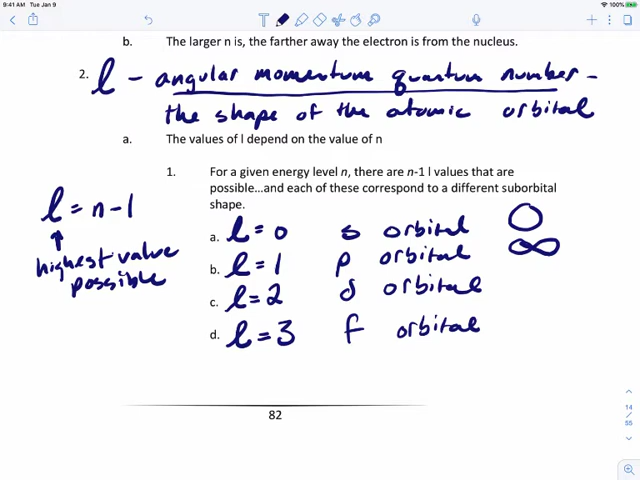 9:41 AM Tue Jan 9
100%
b. The larger n is, the farther away the electron is from the nucleus.
2. l - angular momentum quantum number -
the shape of the atomic orbital
a. The values of l depend on the value of n
1. For a given energy level n, there are n-1 l values that are
possible...and each of these correspond to a different suborbital
shape.
l = n-1
↑
highest value
possible
a. l = 0 s orbital
b. l = 1 p orbital
c. l = 2 d orbital
d. l = 3 f orbital
82
14
/
55